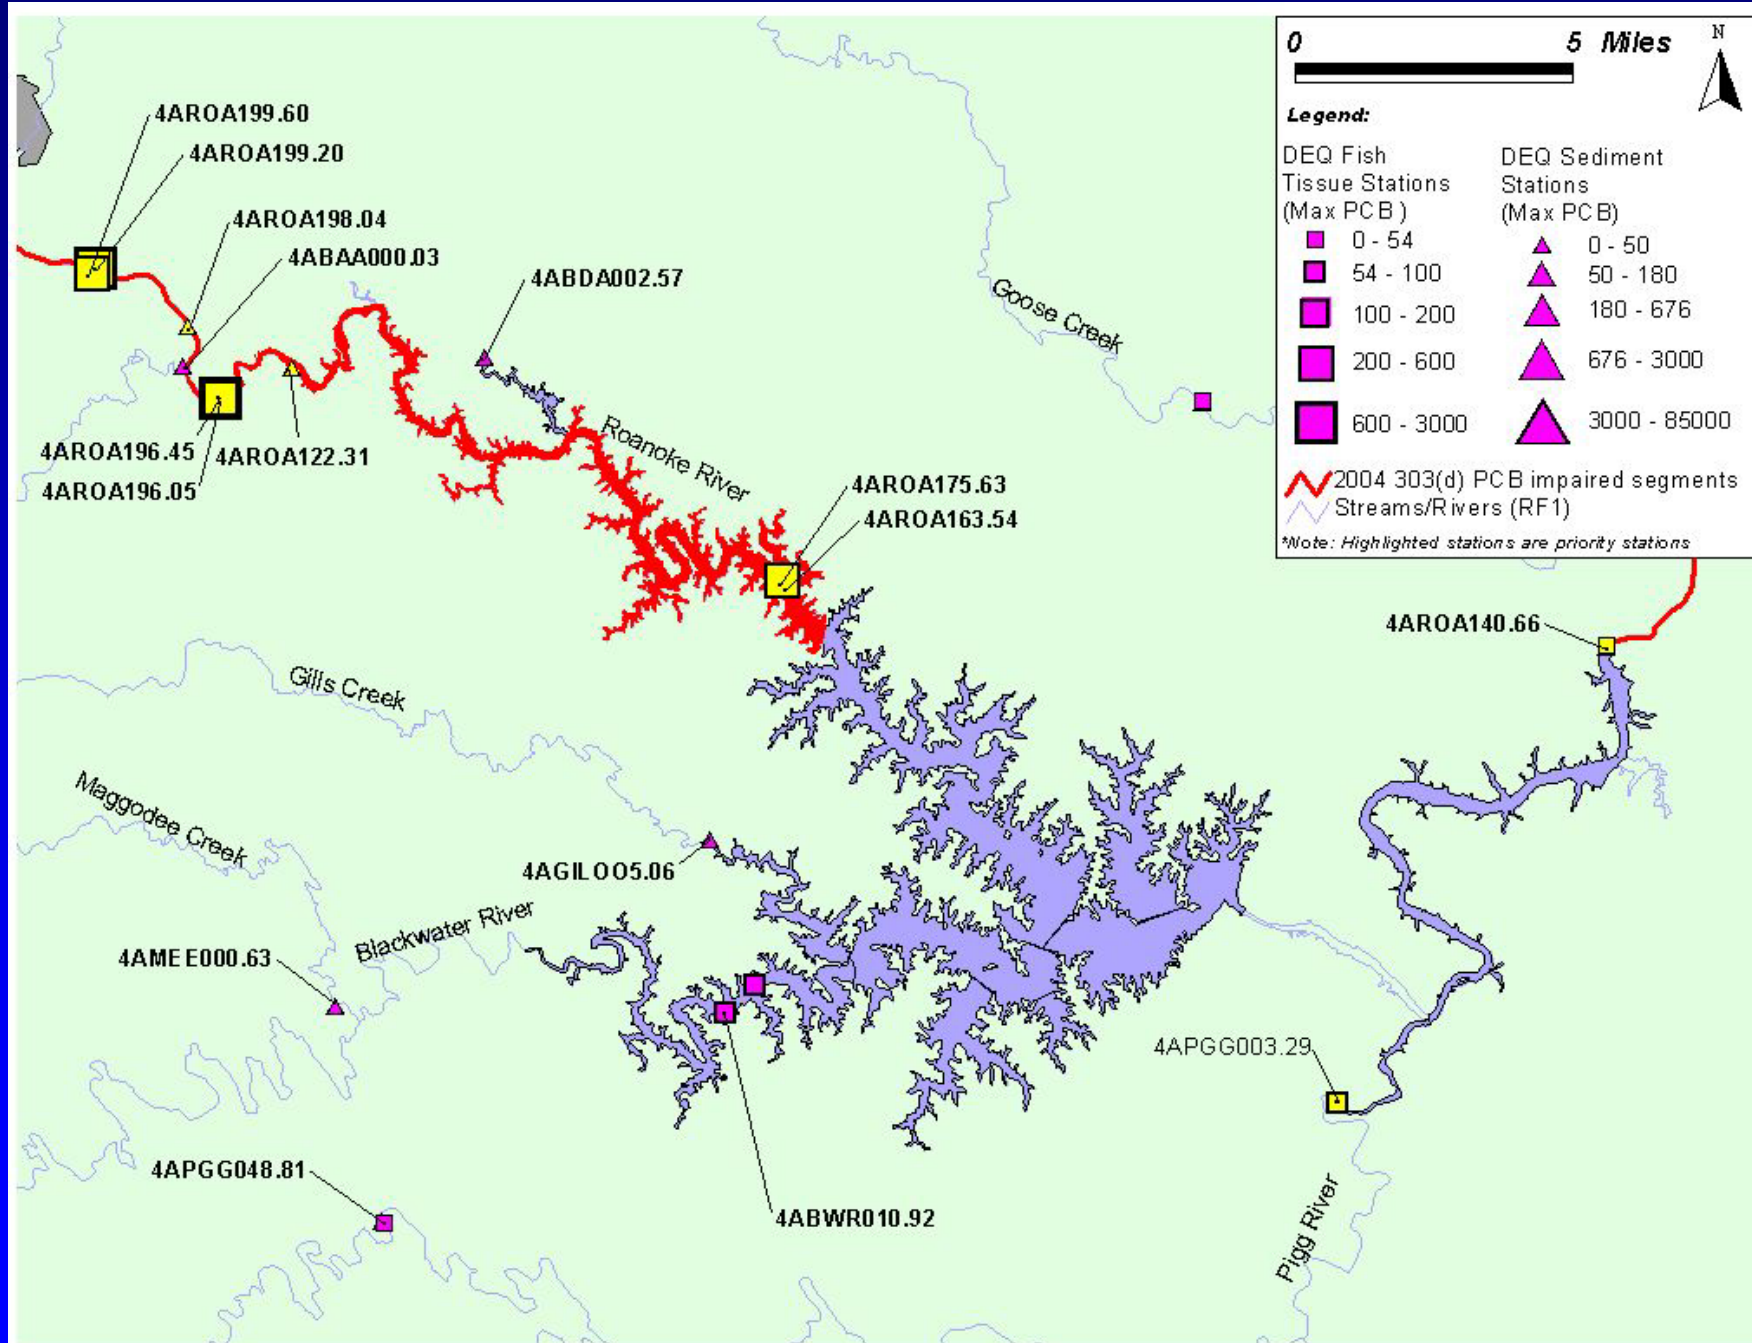 0 5 Miles
N
Legend:
DEQ Fish
Tissue Stations
(Max PCB )
0 - 54
54 - 100
100 - 200
200 - 600
600 - 3000
DEQ Sediment
Stations
(Max PCB)
0 - 50
50 - 180
180 - 676
676 - 3000
3000 - 85000
2004 303(d) PCB impaired segments
Streams/Rivers (RF1)
*Note: Highlighted stations are priority stations
4AROA199.60
4AROA199.20
4AROA198.04
4ABAA000.03
4ABDA002.57
Goose Creek
4AROA196.45
4AROA122.31
4AROA196.05
Roanoke River
4AROA175.63
4AROA163.54
4AROA140.66
Gills Creek
Maggodee Creek
4AGILOO5.06
Blackwater River
4AMEE000.63
4APGG003.29
4APGG048.81
4ABWR010.92
Pigg River